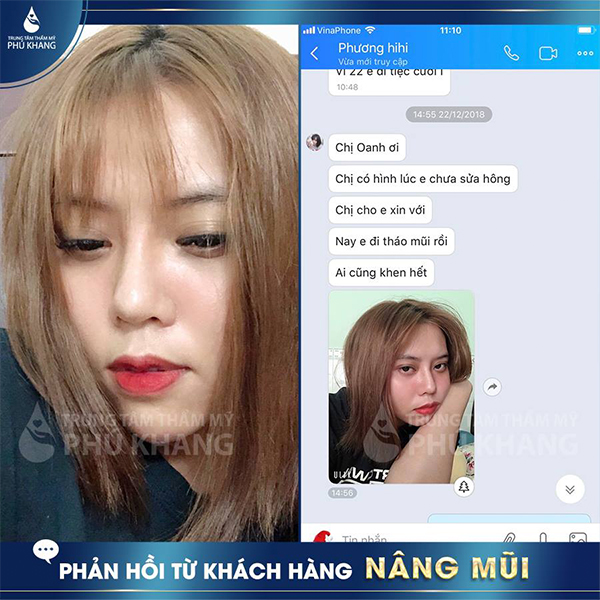 TRUNG TÂM THẨM MỸ
PHÚ KHANG
VinaPhone
11:10
Phương hihi
Vừa mới truy cập
Vì 22 e đi tiệc cưới r
10:48
14:55 22/12/2018
Chị Oanh ơi
Chị có hình lúc e chưa sửa hông
Chị cho e xin với
Nay e đi tháo mũi rồi
Ai cũng khen hết
14:56
Tin nhắn
TRUNG TÂM THẨM MỸ
PHÚ KHANG
TRUNG TÂM THẨM MỸ
PHÚ KHANG
PHẢN HỒI TỪ KHÁCH HÀNG NÂNG MŨI